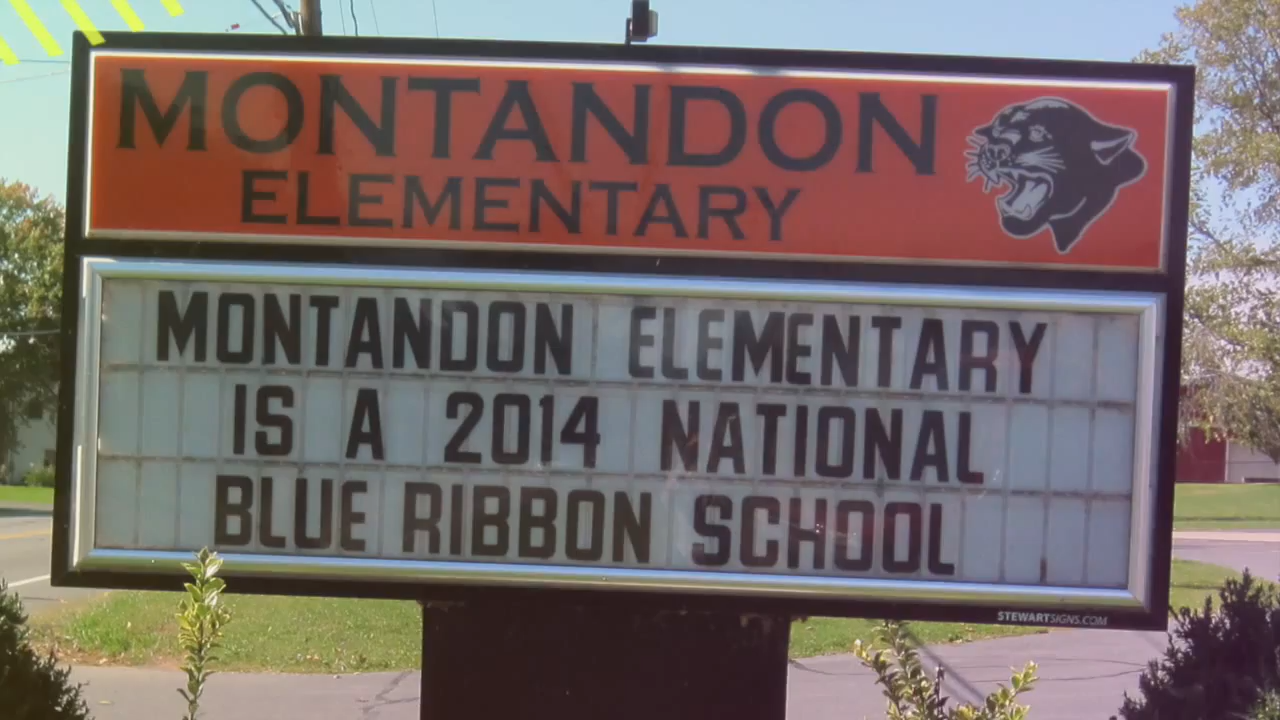 MONTANDON
ELEMENTARY
MONTANDON ELEMENTARY
IS A 2014 NATIONAL
BLUE RIBBON SCHOOL
STEWARTSIGNS.COM